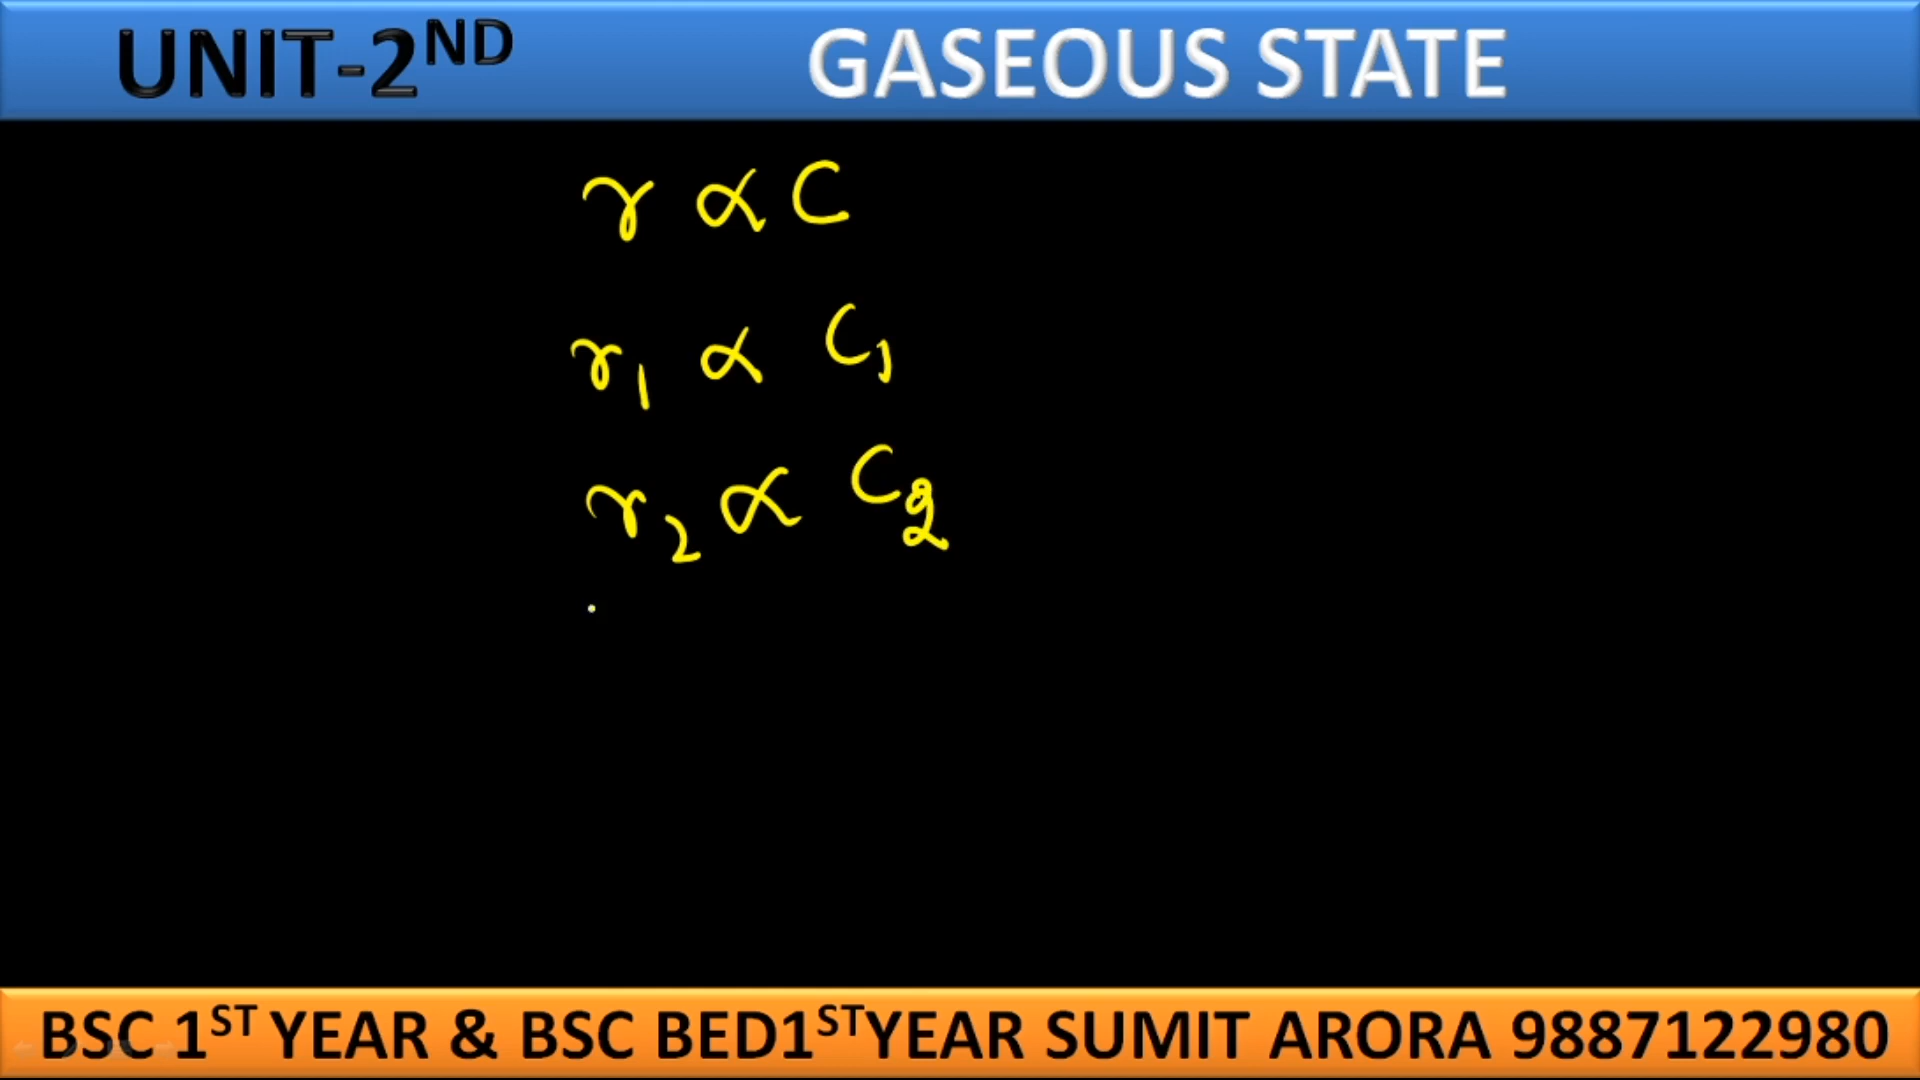 UNIT-2ND GASEOUS STATE
r ∝ C
r₁ ∝ C₁
r₂ ∝ C₂
BSC 1ST YEAR & BSC BED1STYEAR SUMIT ARORA 9887122980